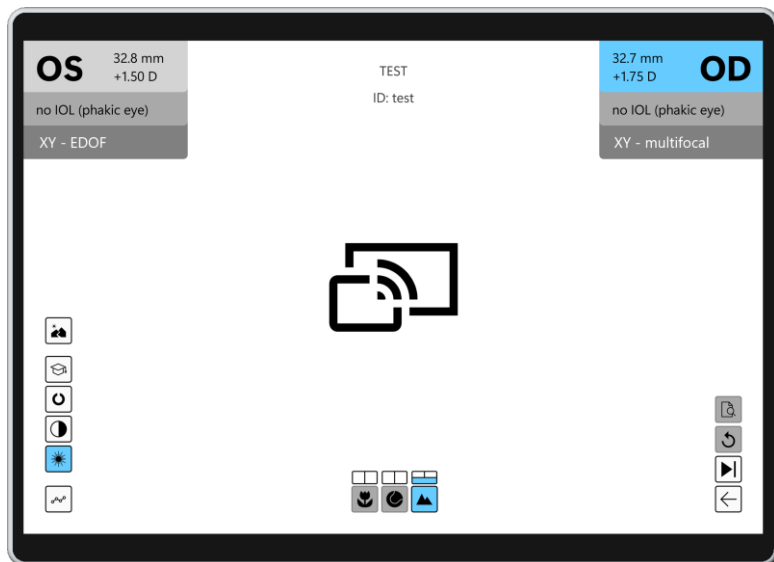 OS
32.8 mm
+1.50 D
no IOL (phakic eye)
XY - EDOF
TEST
ID: test
32.7 mm
+1.75 D
OD
no IOL (phakic eye)
XY - multifocal